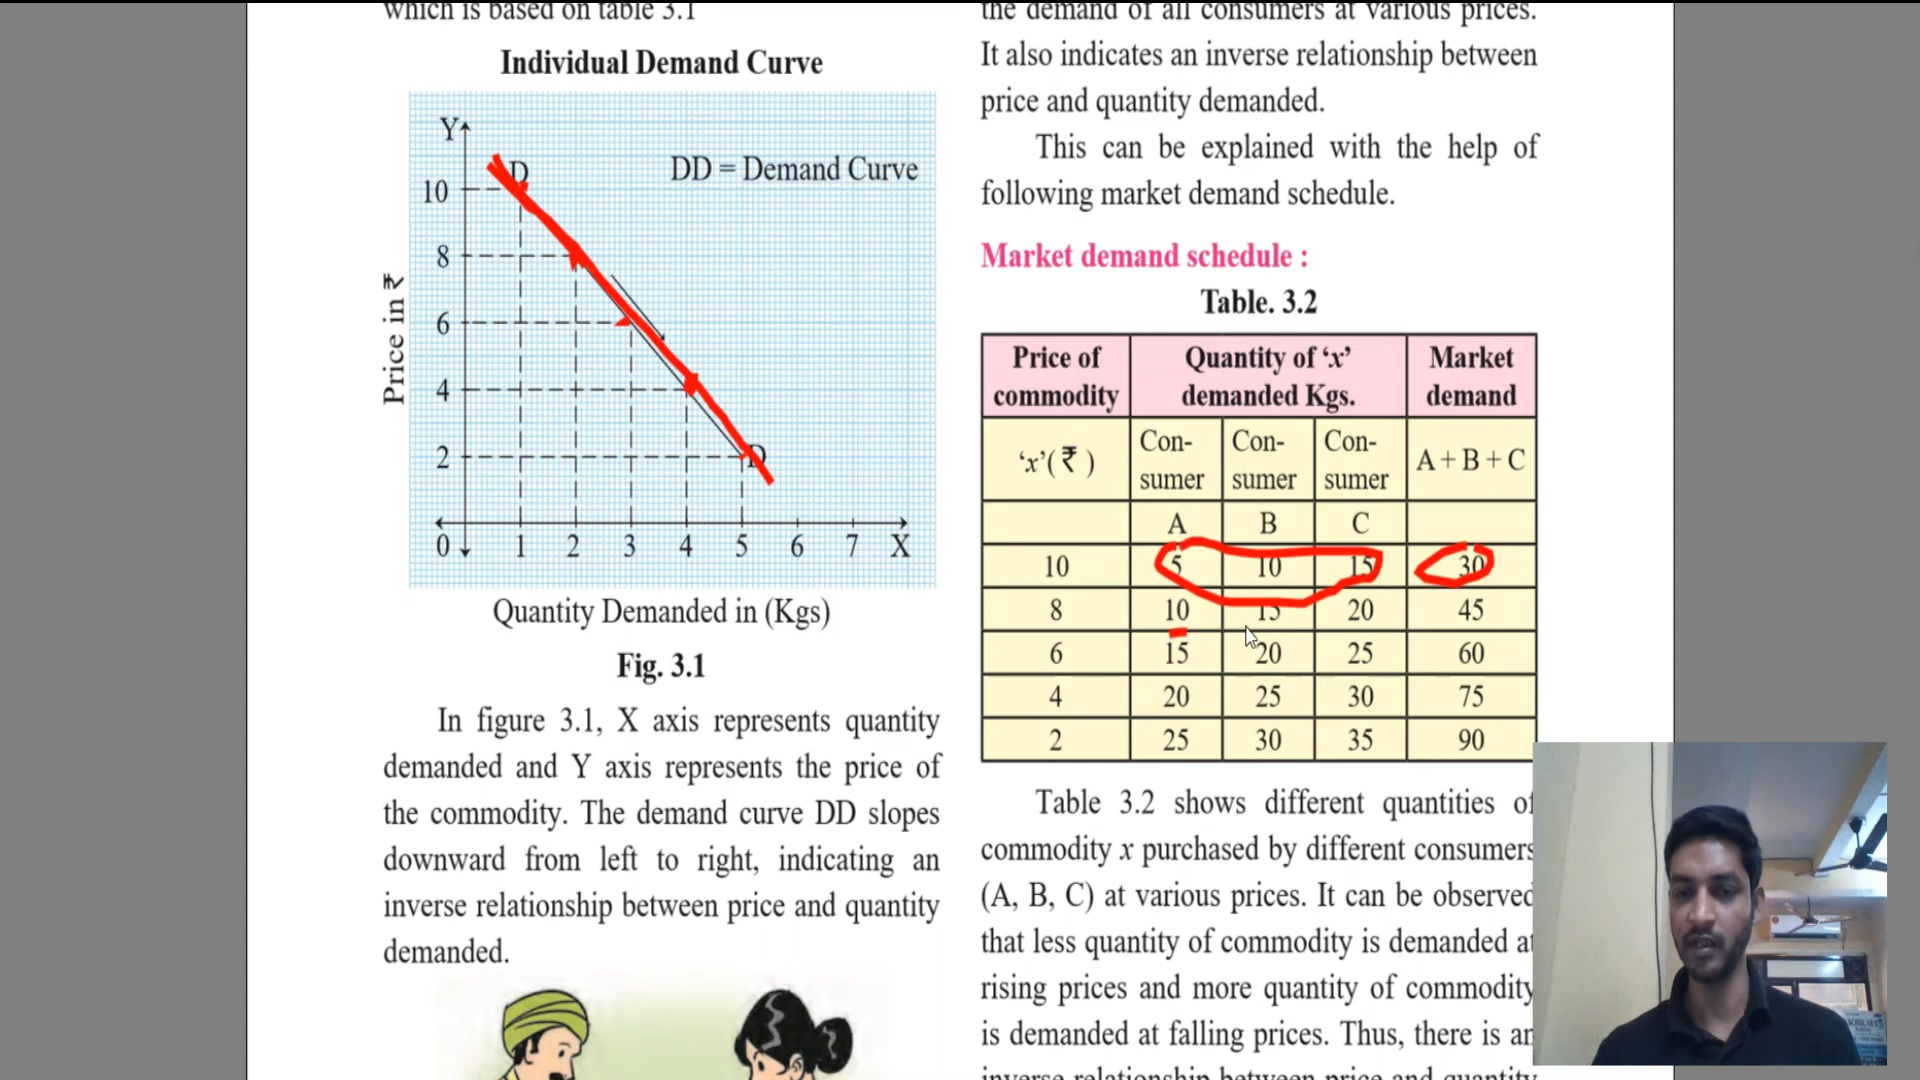 which is based on table 3.1
Individual Demand Curve
Y
D
DD = Demand Curve
10
8
6
4
2
D
Price in ₹
0 1 2 3 4 5 6 7 X
Quantity Demanded in (Kgs)
Fig. 3.1
In figure 3.1, X axis represents quantity
demanded and Y axis represents the price of
the commodity. The demand curve DD slopes
downward from left to right, indicating an
inverse relationship between price and quantity
demanded.
the demand of all consumers at various prices.
It also indicates an inverse relationship between
price and quantity demanded.
This can be explained with the help of
following market demand schedule.
Market demand schedule :
Table. 3.2
Price of commodity Quantity of ‘x’ demanded Kgs. Market demand
‘x’(₹) Con-sumer Con-sumer Con-sumer A + B + C
A B C
10 5 10 15 30
8 10 15 20 45
6 15 20 25 60
4 20 25 30 75
2 25 30 35 90
Table 3.2 shows different quantities of
commodity x purchased by different consumers
(A, B, C) at various prices. It can be observed
that less quantity of commodity is demanded at
rising prices and more quantity of commodity
is demanded at falling prices. Thus, there is an
inverse relationship between price and quantity